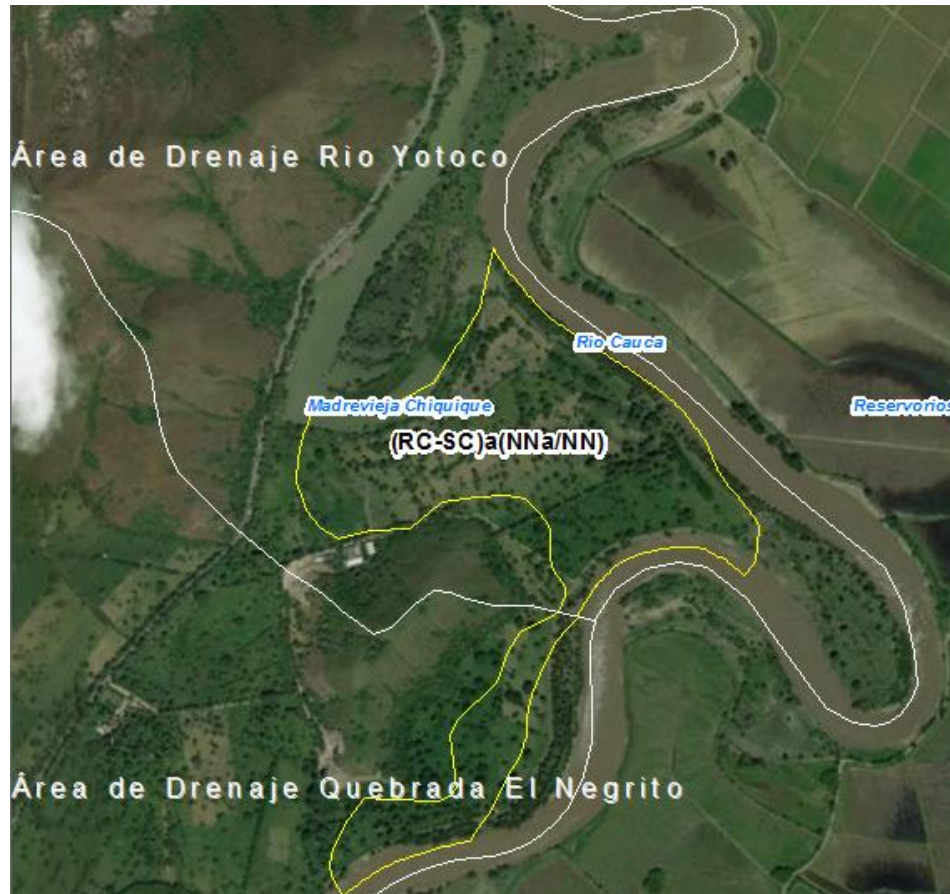 Área de Drenaje Rio Yotoco
Rio Cauca
Madrevieja Chiquique
Reservorios
(RC-SC)a(NNa/NN)
Área de Drenaje Quebrada El Negrito